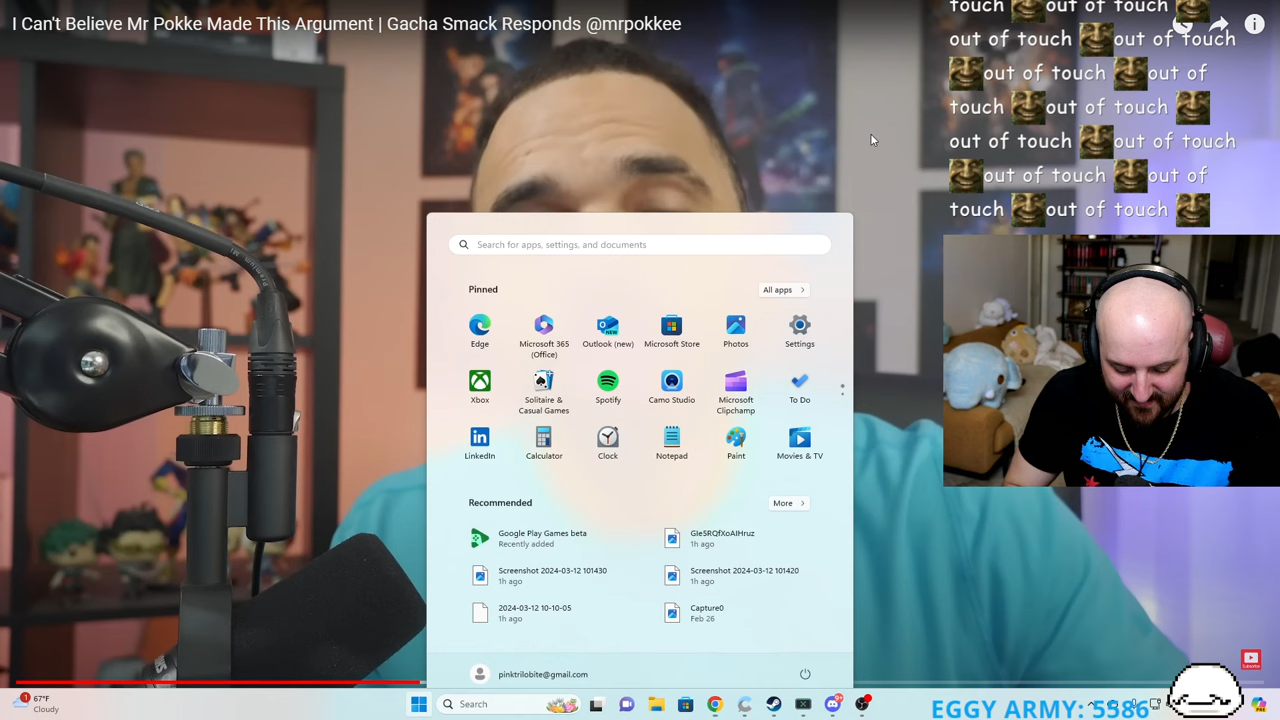 I Can't Believe Mr Pokke Made This Argument | Gacha Smack Responds @mrpokkee
touch out of touch
out of touch out of touch
out of touch out of
touch out of touch
out of touch out of touch
out of touch out of
touch out of touch
Search for apps, settings, and documents
Pinned
All apps
Edge
Microsoft 365 (Office)
Outlook (new)
Microsoft Store
Photos
Settings
Xbox
Solitaire & Casual Games
Spotify
Camo Studio
Microsoft Clipchamp
To Do
LinkedIn
Calculator
Clock
Notepad
Paint
Movies & TV
Recommended
More
Google Play Games beta
Recently added
GIe5RQfXoAIHruz
1h ago
Screenshot 2024-03-12 101430
1h ago
Screenshot 2024-03-12 101420
1h ago
2024-03-12 10-10-05
1h ago
Capture0
Feb 26
pinktrilobite@gmail.com
Subscribe
1
67°F
Cloudy
Search
EGGY ARMY: 5586